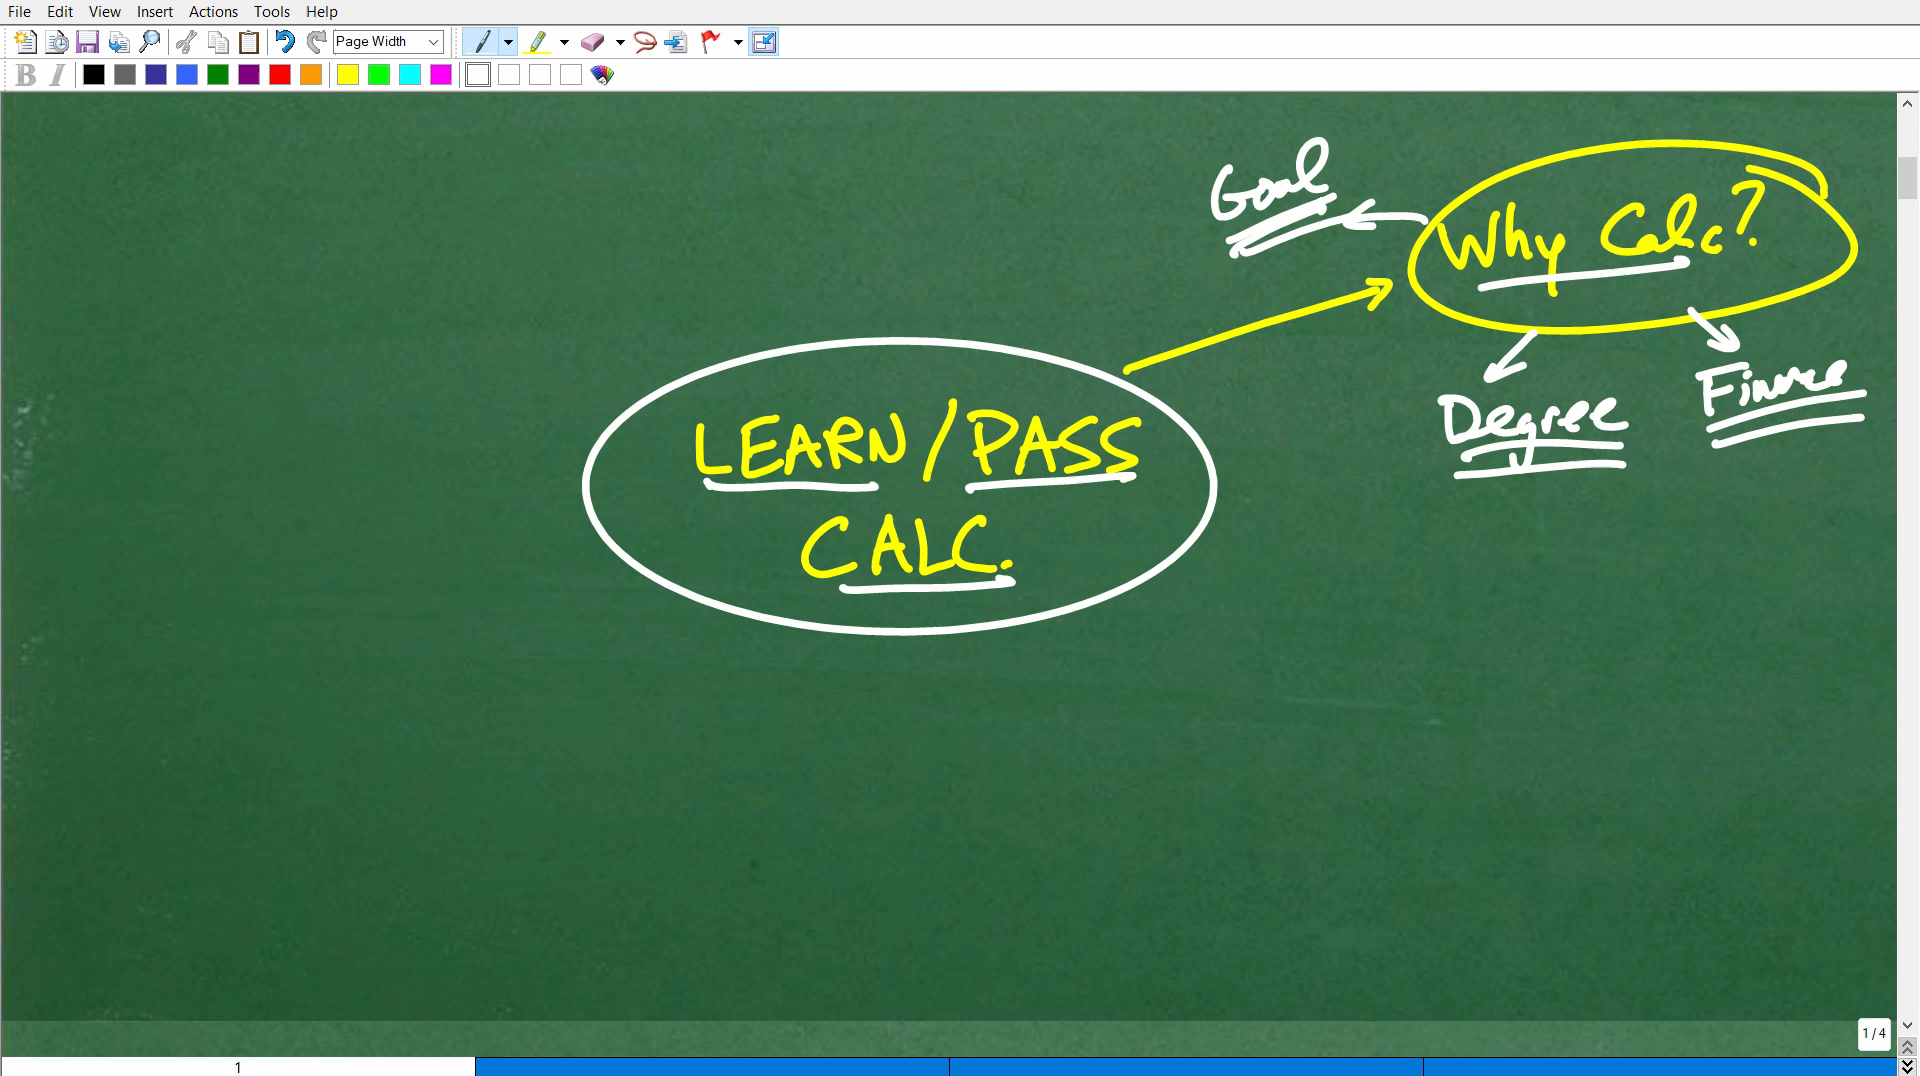 File Edit View Insert Actions Tools Help
Page Width
B I
Goal
Why Calc?
Degree
Finance
LEARN/PASS
CALC.
1 / 4
1